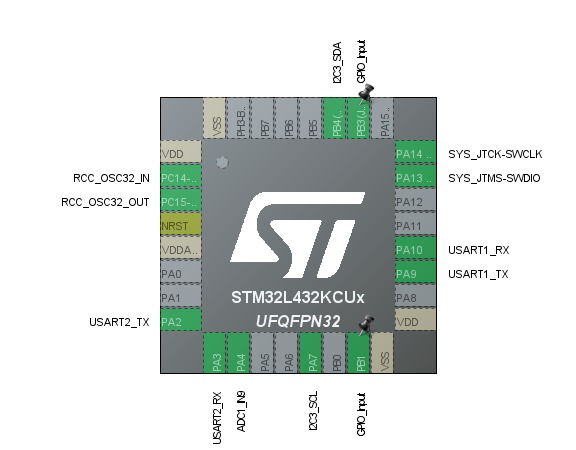 I2C3_SDA
GPIO_Input
VSS
PH3-B..
PB7
PB6
PB5
PB4 (..
PB3 (J..
PA15..
VDD
PC14-..
PC15-..
NRST
VDDA..
PA0
PA1
PA2
RCC_OSC32_IN
RCC_OSC32_OUT
USART2_TX
STM32L432KCUx
UFQFPN32
PA14 ..
PA13 ..
PA12
PA11
PA10
PA9
PA8
VDD
SYS_JTCK-SWCLK
SYS_JTMS-SWDIO
USART1_RX
USART1_TX
PA3
PA4
PA5
PA6
PA7
PB0
PB1
VSS
USART2_RX
ADC1_IN9
I2C3_SCL
GPIO_Input